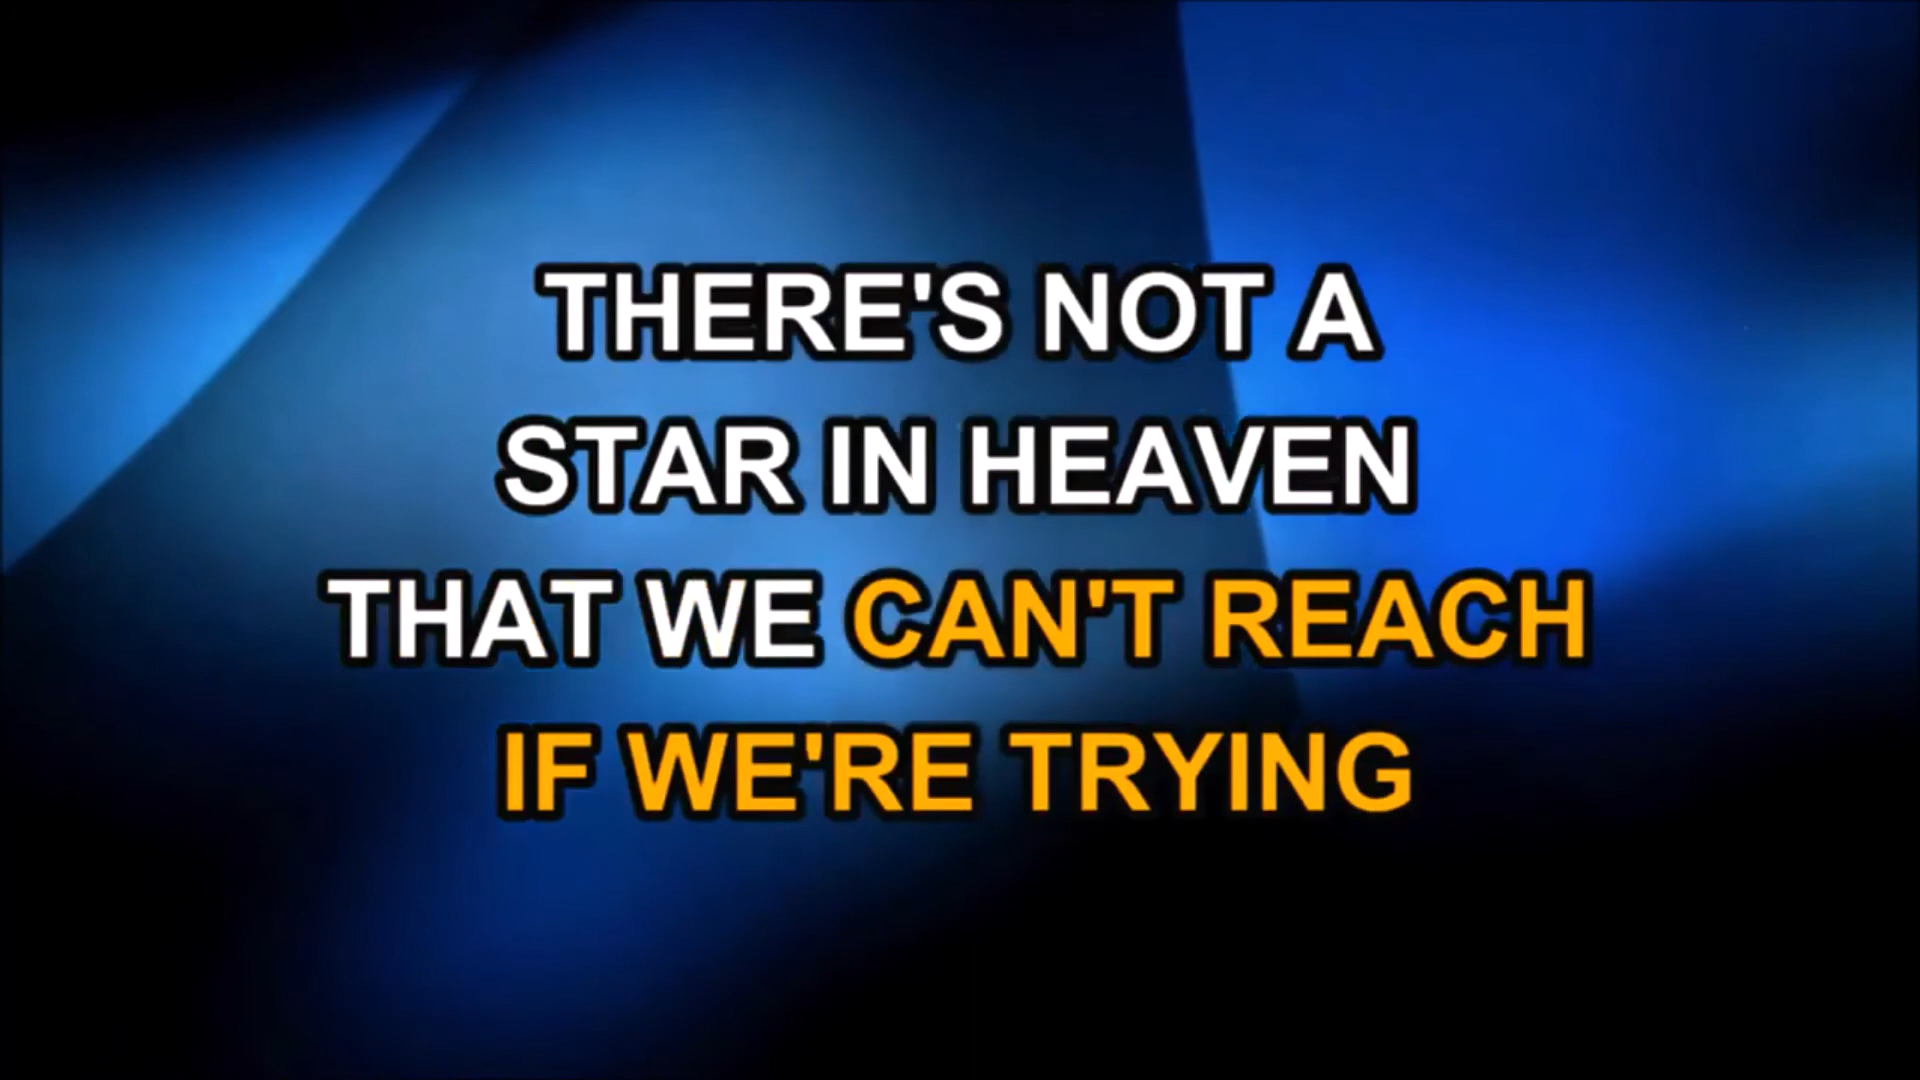 THERE'S NOT A
STAR IN HEAVEN
THAT WE CAN'T REACH
IF WE'RE TRYING